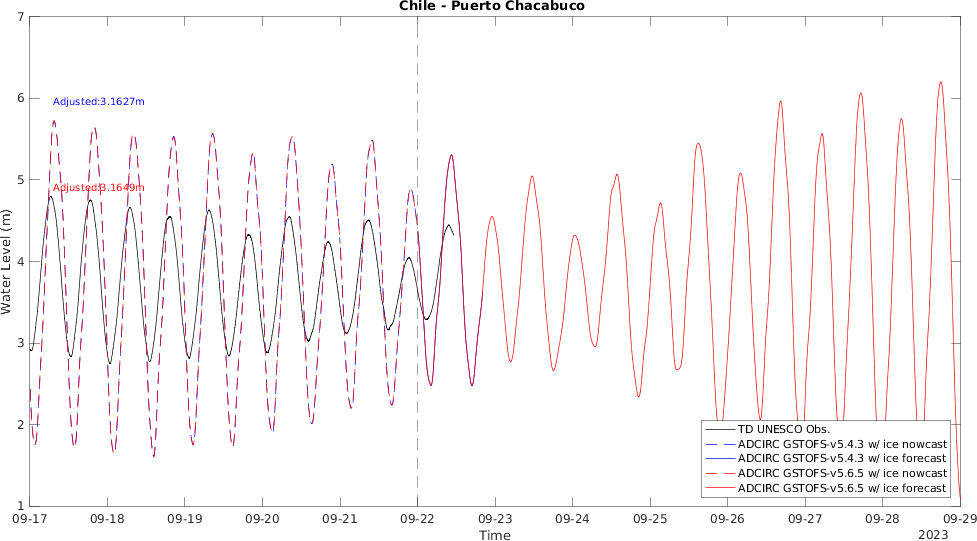 Chile - Puerto Chacabuco
7
6
5
4
3
2
1
Water Level (m)
Adjusted:3.1627m
Adjusted:3.1649m
TD UNESCO Obs.
ADCIRC GSTOFS-v5.4.3 w/ ice nowcast
ADCIRC GSTOFS-v5.4.3 w/ ice forecast
ADCIRC GSTOFS-v5.6.5 w/ ice nowcast
ADCIRC GSTOFS-v5.6.5 w/ ice forecast
09-17 09-18 09-19 09-20 09-21 09-22 09-23 09-24 09-25 09-26 09-27 09-28 09-29
Time
2023